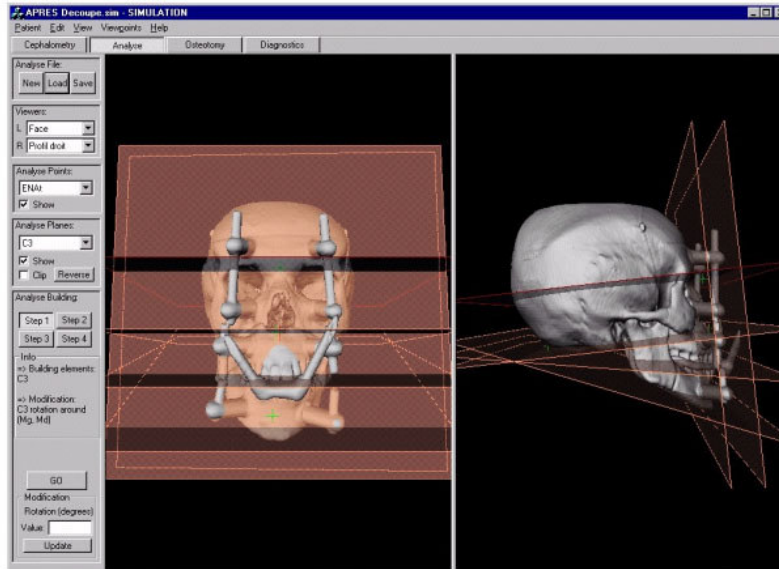 APRES Decoupe.sim - SIMULATION
Patient Edit View Viewpoints Help
Cephalometry Analyse Osteotomy Diagnostics
Analyse File:
New Load Save
Viewers:
L Face
R Profil droit
Analyse Points:
ENAt
Show
Analyse Planes:
C3
Show
Clip Reverse
Analyse Building:
Step 1 Step 2
Step 3 Step 4
Info
=> Building elements:
C3
=> Modification:
C3 rotation around
(Mg, Md)
GO
Modification
Rotation (degrees)
Value:
Update